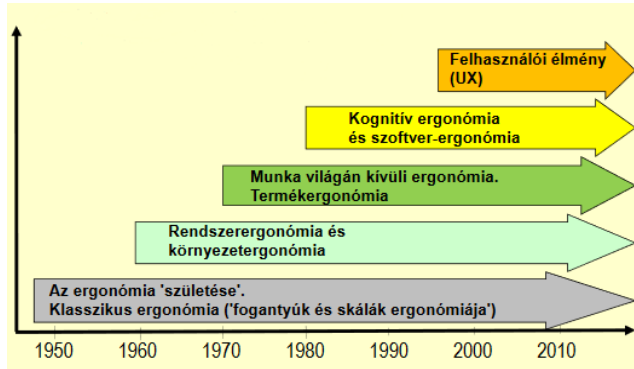 Felhasználói élmény
(UX)
Kognitív ergonómia
és szoftver-ergonómia
Munka világán kívüli ergonómia.
Termékergonómia
Rendszerergonómia és
környezetergonómia
Az ergonómia 'születése'.
Klasszikus ergonómia ('fogantyúk és skálák ergonómiája')
1950 1960 1970 1980 1990 2000 2010